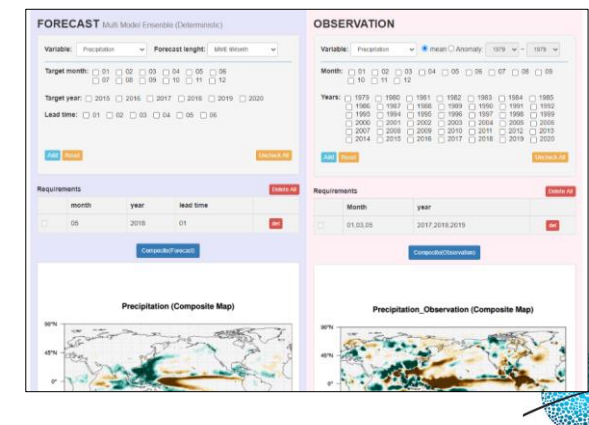 FORECAST Multi Model Ensemble (Deterministic)
Variable: Precipitation Forecast lenght: MME 6Month
Target month: 01 02 03 04 05 06
07 08 09 10 11 12
Target year: 2015 2016 2017 2018 2019 2020
Lead time: 01 02 03 04 05 06
Add Reset Uncheck All
Requirements Delete All
month year lead time
05 2018 01 del
Composite(Forecast)
Precipitation (Composite Map)
90°N
45°N
0°
OBSERVATION
Variable: Precipitation mean Anomaly: 1979 ~ 1979
Month: 01 02 03 04 05 06 07 08 09
10 11 12
Years: 1979 1980 1981 1982 1983 1984 1985
1986 1987 1988 1989 1990 1991 1992
1993 1994 1995 1996 1997 1998 1999
2000 2001 2002 2003 2004 2005 2006
2007 2008 2009 2010 2011 2012 2013
2014 2015 2016 2017 2018 2019 2020
Add Reset Uncheck All
Requirements Delete All
Month year
01,03,05 2017,2018,2019 del
Composite(Observation)
Precipitation_Observation (Composite Map)
90°N
45°N
0°